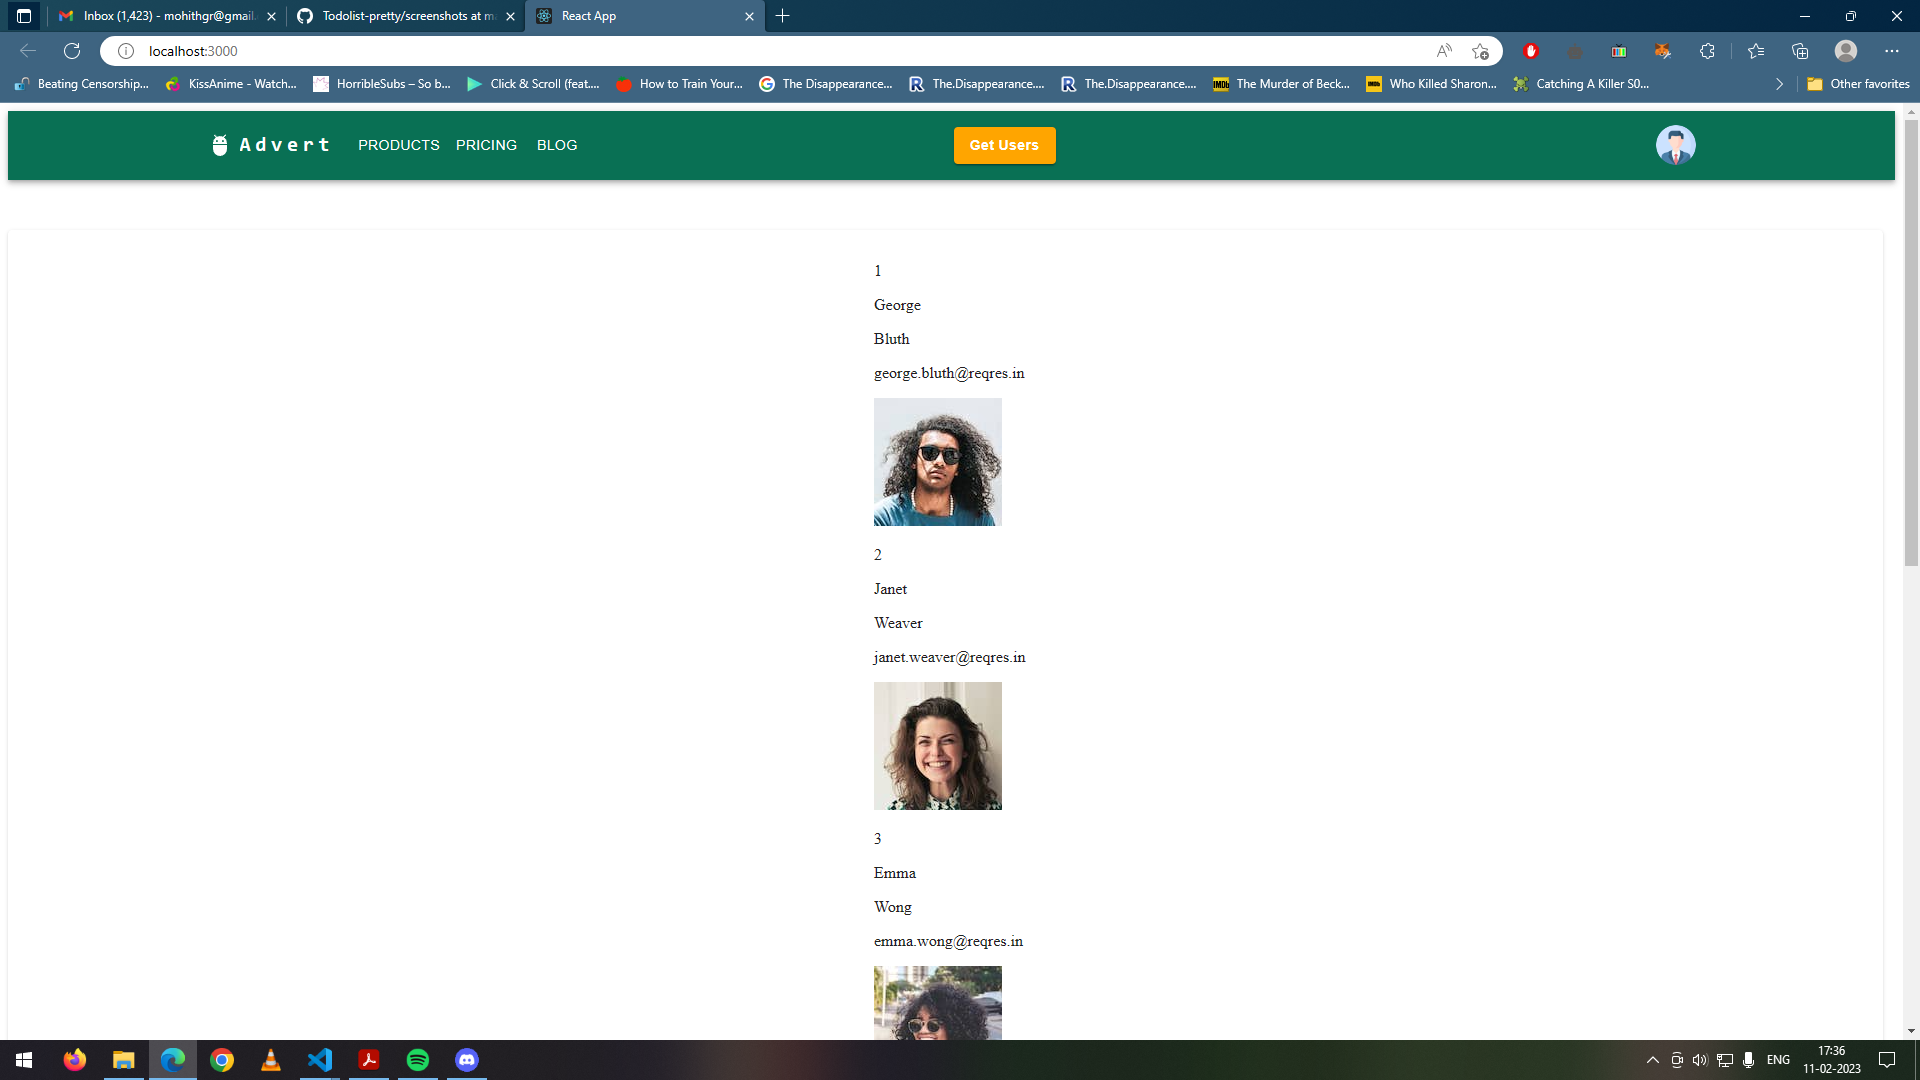 Inbox (1,423) - mohithgr@gmail.
Todolist-pretty/screenshots at ma
React App
localhost:3000
Beating Censorship...
KissAnime - Watch...
HorribleSubs – So b...
Click & Scroll (feat....
How to Train Your...
The Disappearance...
The.Disappearance....
The.Disappearance....
The Murder of Beck...
Who Killed Sharon...
Catching A Killer S0...
Other favorites
Advert
PRODUCTS
PRICING
BLOG
Get Users
1
George
Bluth
george.bluth@reqres.in
2
Janet
Weaver
janet.weaver@reqres.in
3
Emma
Wong
emma.wong@reqres.in
ENG
17:36
11-02-2023